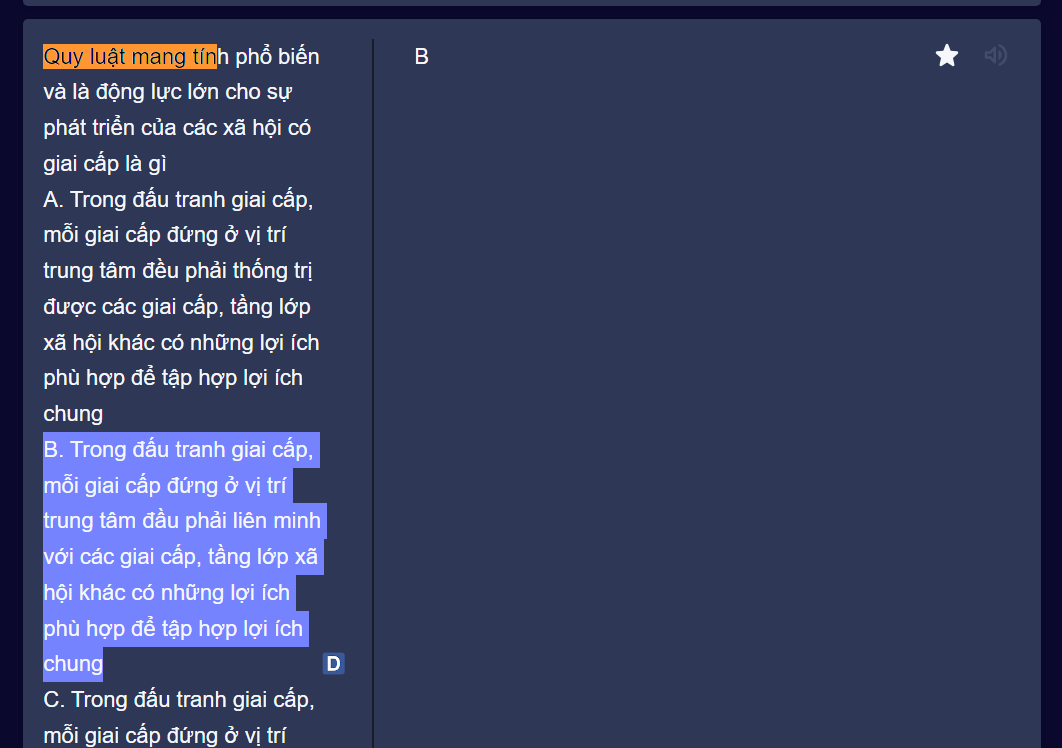 Quy luật mang tính phổ biến
và là động lực lớn cho sự
phát triển của các xã hội có
giai cấp là gì
A. Trong đấu tranh giai cấp,
mỗi giai cấp đứng ở vị trí
trung tâm đều phải thống trị
được các giai cấp, tầng lớp
xã hội khác có những lợi ích
phù hợp để tập hợp lợi ích
chung
B. Trong đấu tranh giai cấp,
mỗi giai cấp đứng ở vị trí
trung tâm đầu phải liên minh
với các giai cấp, tầng lớp xã
hội khác có những lợi ích
phù hợp để tập hợp lợi ích
chung
D
C. Trong đấu tranh giai cấp,
mỗi giai cấp đứng ở vị trí
B